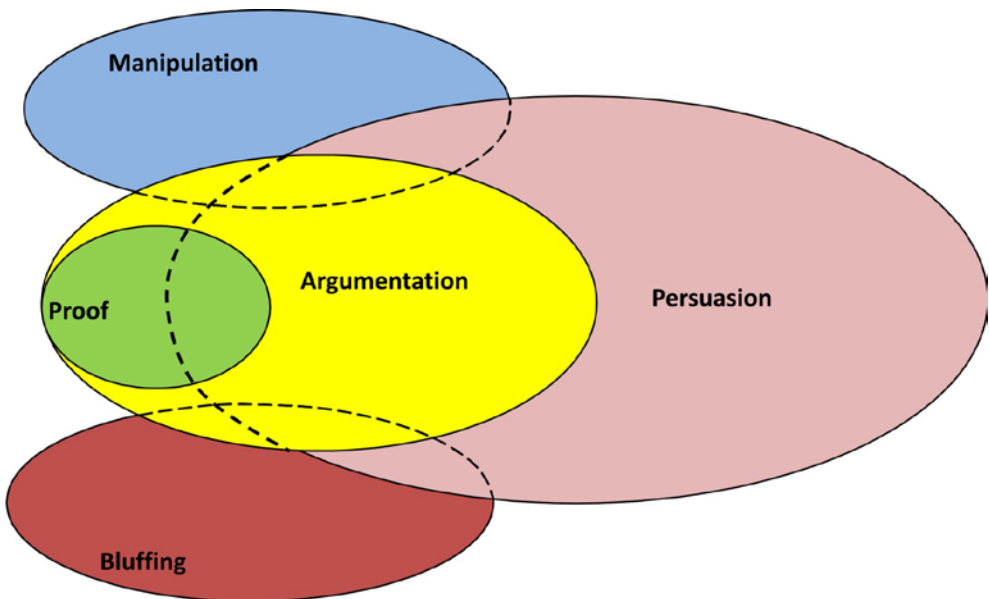 Manipulation
Argumentation
Persuasion
Proof
Bluffing